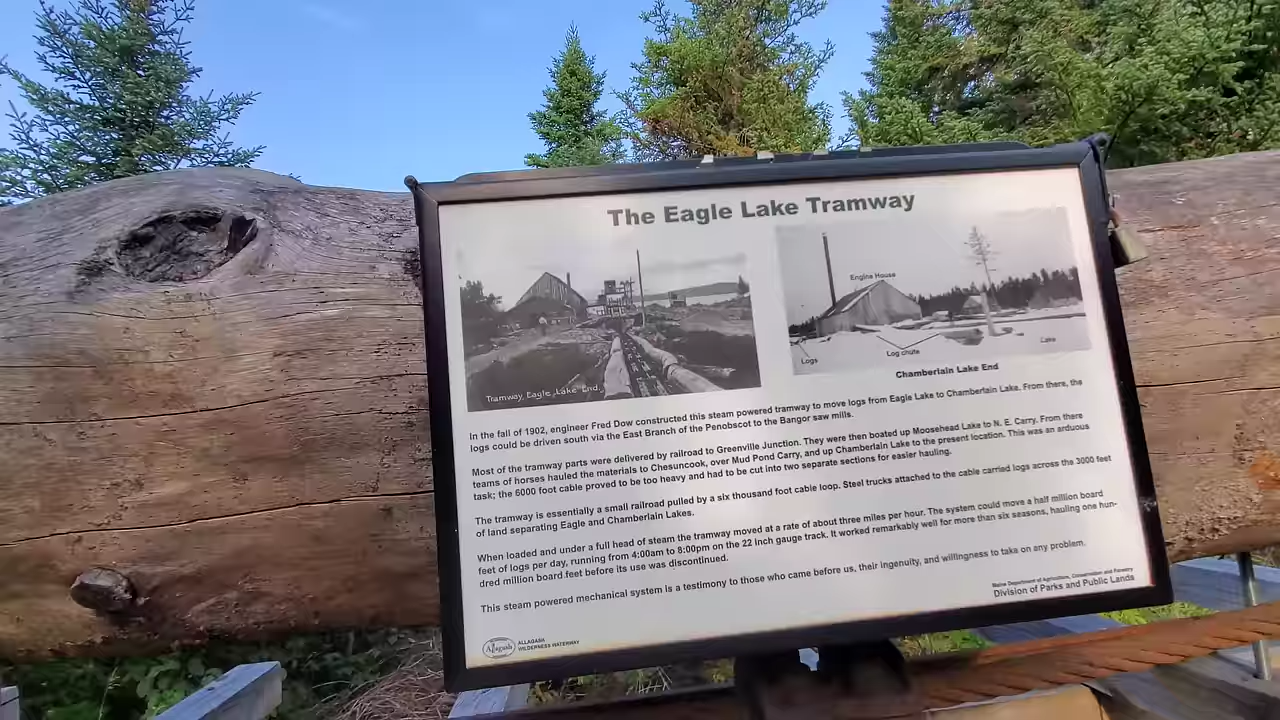 The Eagle Lake Tramway
Tramway, Eagle Lake End,
Engine House
Logs
Log chute
Lake
Chamberlain Lake End
In the fall of 1902, engineer Fred Dow constructed this steam powered tramway to move logs from Eagle Lake to Chamberlain Lake. From there, the
logs could be driven south via the East Branch of the Penobscot to the Bangor saw mills.
Most of the tramway parts were delivered by railroad to Greenville Junction. They were then boated up Moosehead Lake to N. E. Carry. From there
teams of horses hauled the materials to Chesuncook, over Mud Pond Carry, and up Chamberlain Lake to the present location. This was an arduous
task; the 6000 foot cable proved to be too heavy and had to be cut into two separate sections for easier hauling.
The tramway is essentially a small railroad pulled by a six thousand foot cable loop. Steel trucks attached to the cable carried logs across the 3000 feet
of land separating Eagle and Chamberlain Lakes.
When loaded and under a full head of steam the tramway moved at a rate of about three miles per hour. The system could move a half million board
feet of logs per day, running from 4:00am to 8:00pm on the 22 inch gauge track. It worked remarkably well for more than six seasons, hauling one hun-
dred million board feet before its use was discontinued.
This steam powered mechanical system is a testimony to those who came before us, their ingenuity, and willingness to take on any problem.
Maine Department of Agriculture, Conservation and Forestry
Division of Parks and Public Lands
Allagash
ALLAGASH
WILDERNESS WATERWAY